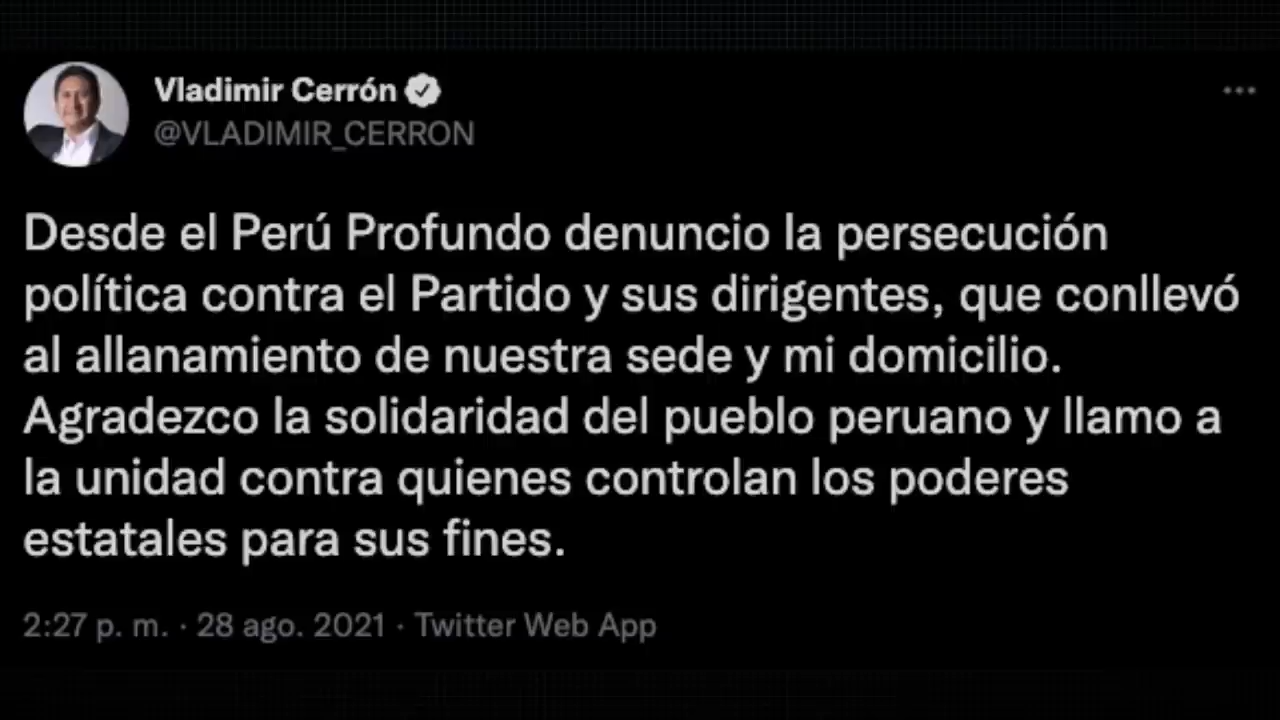 Vladimir Cerrón
@VLADIMIR_CERRON
Desde el Perú Profundo denuncio la persecución
política contra el Partido y sus dirigentes, que conllevó
al allanamiento de nuestra sede y mi domicilio.
Agradezco la solidaridad del pueblo peruano y llamo a
la unidad contra quienes controlan los poderes
estatales para sus fines.
2:27 p. m. · 28 ago. 2021 · Twitter Web App